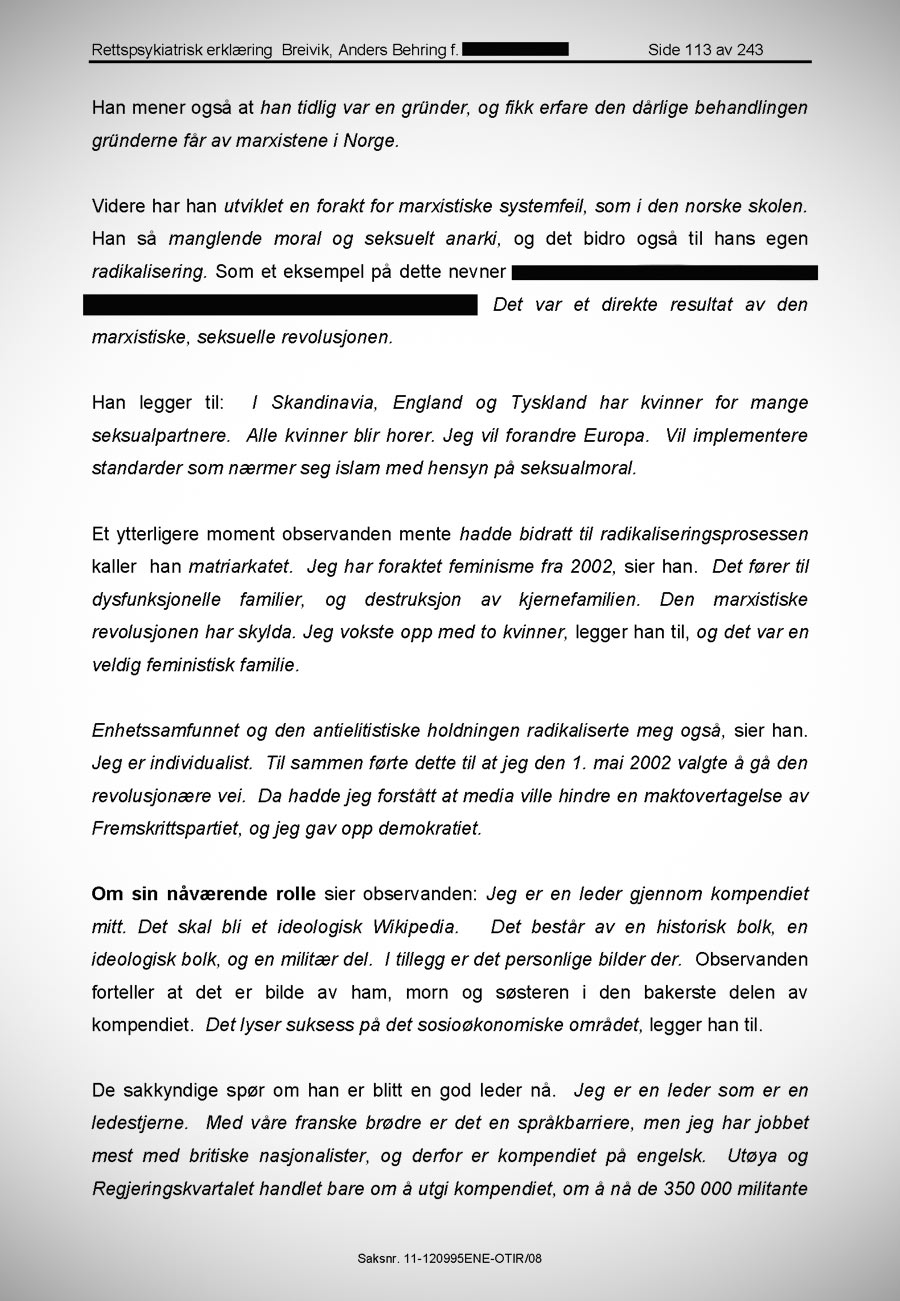 Rettspsykiatrisk erklæring Breivik, Anders Behring f. Side 113 av 243
Han mener også at han tidlig var en gründer, og fikk erfare den dårlige behandlingen
gründerne får av marxistene i Norge.
Videre har han utviklet en forakt for marxistiske systemfeil, som i den norske skolen.
Han så manglende moral og seksuelt anarki, og det bidro også til hans egen
radikalisering. Som et eksempel på dette nevner
Det var et direkte resultat av den
marxistiske, seksuelle revolusjonen.
Han legger til: I Skandinavia, England og Tyskland har kvinner for mange
seksualpartnere. Alle kvinner blir horer. Jeg vil forandre Europa. Vil implementere
standarder som nærmer seg islam med hensyn på seksualmoral.
Et ytterligere moment observanden mente hadde bidratt til radikaliseringsprosessen
kaller han matriarkatet. Jeg har foraktet feminisme fra 2002, sier han. Det fører til
dysfunksjonelle familier, og destruksjon av kjernefamilien. Den marxistiske
revolusjonen har skylda. Jeg vokste opp med to kvinner, legger han til, og det var en
veldig feministisk familie.
Enhetssamfunnet og den antielitistiske holdningen radikaliserte meg også, sier han.
Jeg er individualist. Til sammen førte dette til at jeg den 1. mai 2002 valgte å gå den
revolusjonære vei. Da hadde jeg forstått at media ville hindre en maktovertagelse av
Fremskrittspartiet, og jeg gav opp demokratiet.
Om sin nåværende rolle sier observanden: Jeg er en leder gjennom kompendiet
mitt. Det skal bli et ideologisk Wikipedia. Det består av en historisk bolk, en
ideologisk bolk, og en militær del. I tillegg er det personlige bilder der. Observanden
forteller at det er bilde av ham, morn og søsteren i den bakerste delen av
kompendiet. Det lyser suksess på det sosioøkonomiske området, legger han til.
De sakkyndige spør om han er blitt en god leder nå. Jeg er en leder som er en
ledestjerne. Med våre franske brødre er det en språkbarriere, men jeg har jobbet
mest med britiske nasjonalister, og derfor er kompendiet på engelsk. Utøya og
Regjeringskvartalet handlet bare om å utgi kompendiet, om å nå de 350 000 militante
Saksnr. 11-120995ENE-OTIR/08